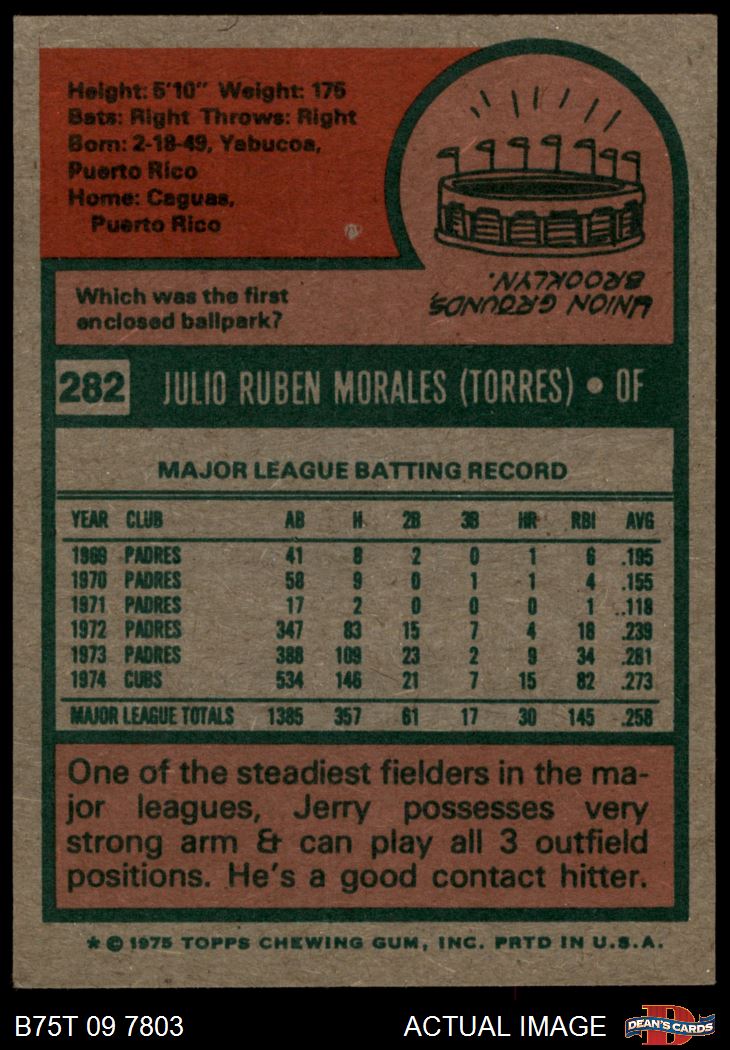 Height: 5'10" Weight: 175
Bats: Right Throws: Right
Born: 2-18-49, Yabucoa,
Puerto Rico
Home: Caguas,
Puerto Rico
Which was the first
enclosed ballpark?
UNION GROUNDS,
BROOKLYN.
282 JULIO RUBEN MORALES (TORRES) • OF
MAJOR LEAGUE BATTING RECORD
YEAR CLUB AB H 2B 3B HR RBI AVG
1969 PADRES 41 8 2 0 1 6 .195
1970 PADRES 58 9 0 1 1 4 .155
1971 PADRES 17 2 0 0 0 1 .118
1972 PADRES 347 83 15 7 4 18 .239
1973 PADRES 388 109 23 2 9 34 .281
1974 CUBS 534 146 21 7 15 82 .273
MAJOR LEAGUE TOTALS 1385 357 61 17 30 145 .258
One of the steadiest fielders in the ma-
jor leagues, Jerry possesses very
strong arm & can play all 3 outfield
positions. He's a good contact hitter.
* © 1975 TOPPS CHEWING GUM, INC. PRTD IN U.S.A.
B75T 09 7803 ACTUAL IMAGE D DEAN'S CARDS